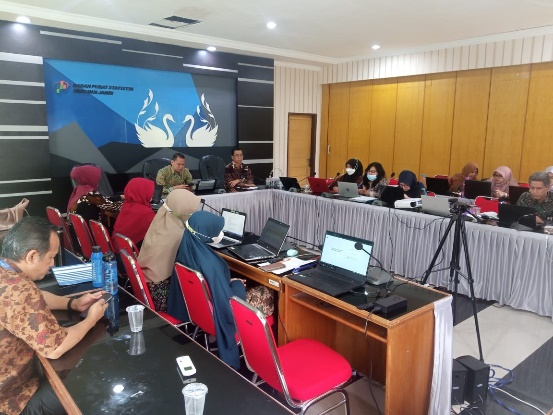 BADAN PUSAT STATISTIK
PROVINSI JAMBI